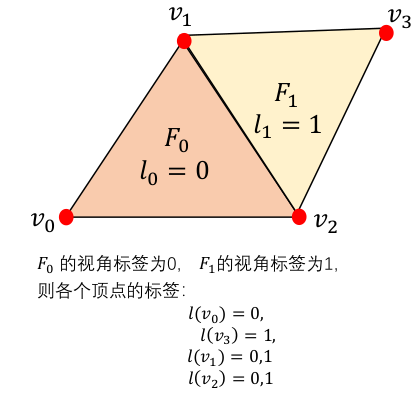 v₁
v₃
F₁
l₁ = 1
F₀
l₀ = 0
v₀
v₂
F₀ 的视角标签为0， F₁的视角标签为1，
则各个顶点的标签：
l(v₀) = 0,
l(v₃) = 1,
l(v₁) = 0,1
l(v₂) = 0,1